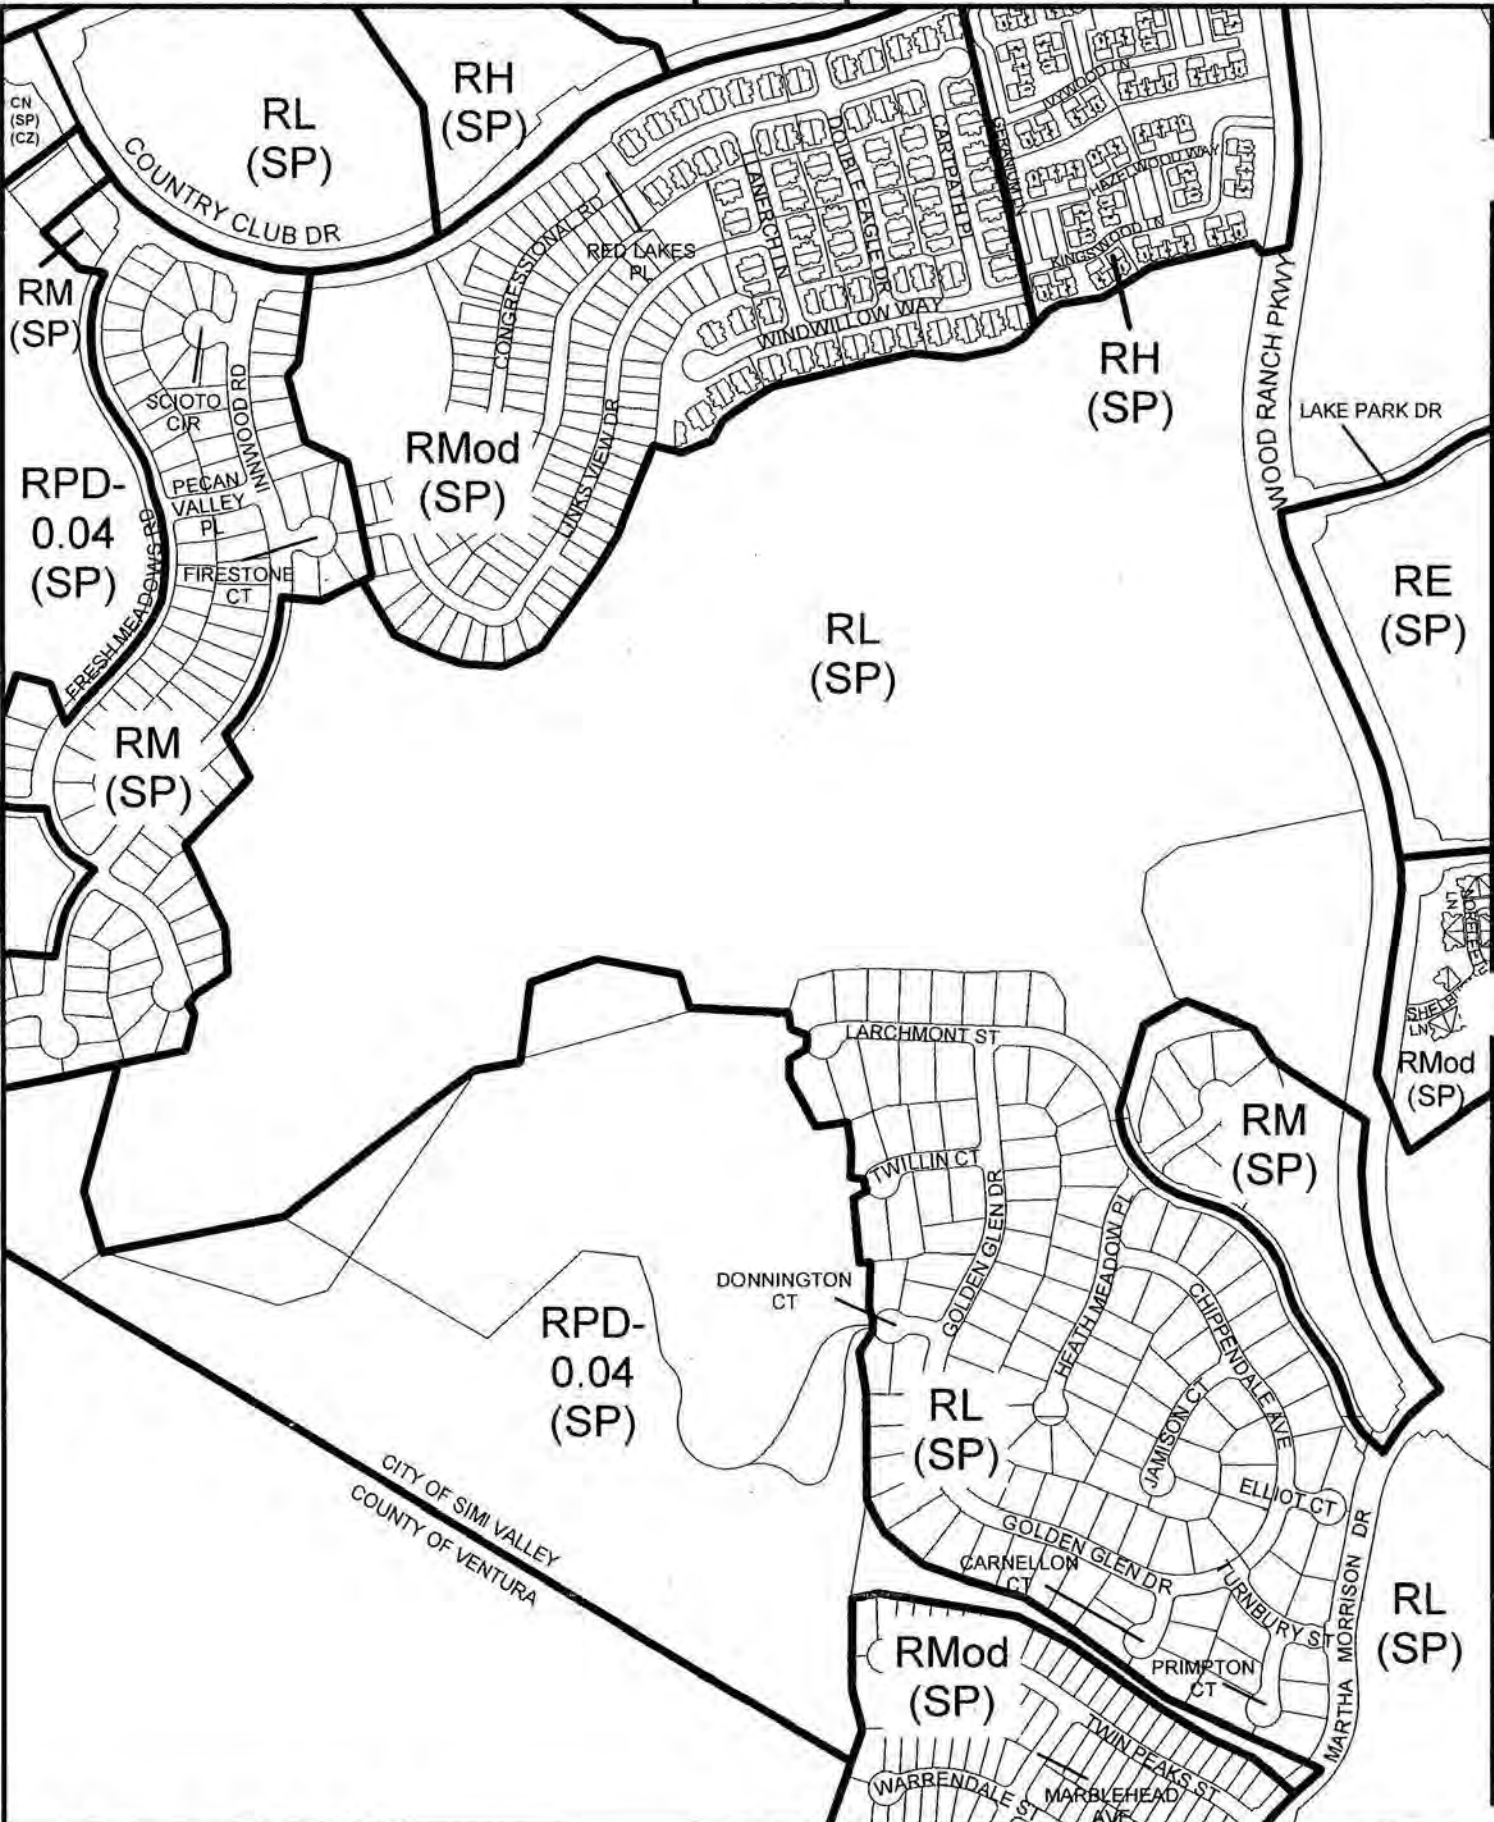 RL
(SP)
RH
(SP)
CN
(SP)
(CZ)
COUNTRY CLUB DR
IVYWOOD LN
GERANIUM
HAZELWOOD WAY
KINGSWOOD LN
CARTPATH PL
DOUBLE EAGLE DR
LANERCH LN
CONGRESSIONAL RD
RED LAKES
PL
WINDWILLOW WAY
RM
(SP)
SCIOTO
CIR
INNWOOD RD
RMod
(SP)
LINKS VIEW DR
RH
(SP)
WOOD RANCH PKWY
LAKE PARK DR
RPD-
0.04
(SP)
PECAN
VALLEY
PL
FIRESTONE
CT
FRESH MEADOWS RD
RE
(SP)
RL
(SP)
RM
(SP)
LN
SHELBI
LN
RMod
(SP)
LARCHMONT ST
RM
(SP)
TWILLIN CT
GOLDEN GLEN DR
HEATH MEADOW PL
DONNINGTON
CT
CHIPPENDALE AVE
RPD-
0.04
(SP)
RL
(SP)
JAMISON CT
ELLIOT CT
CITY OF SIMI VALLEY
COUNTY OF VENTURA
GOLDEN GLEN DR
CARNELLON
CT
TURNBURY ST
MARTHA MORRISON DR
RL
(SP)
RMod
(SP)
PRIMPTON
CT
TWIN PEAKS ST
WARRENDALE ST
MARBLEHEAD
AVE